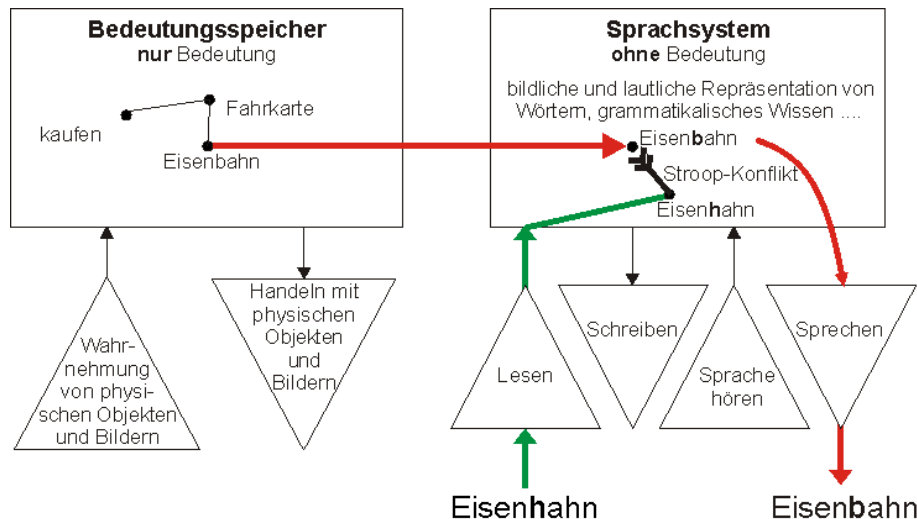 Bedeutungsspeicher
nur Bedeutung
Fahrkarte
kaufen
Eisenbahn
Sprachsystem
ohne Bedeutung
bildliche und lautliche Repräsentation von
Wörtern, grammatikalisches Wissen ....
Eisenbahn
Stroop-Konflikt
Eisenhahn
Wahr-
nehmung
von physi-
schen Objekten
und Bildern
Handeln mit
physischen
Objekten
und
Bildern
Lesen
Schreiben
Sprache
hören
Sprechen
Eisenhahn
Eisenbahn